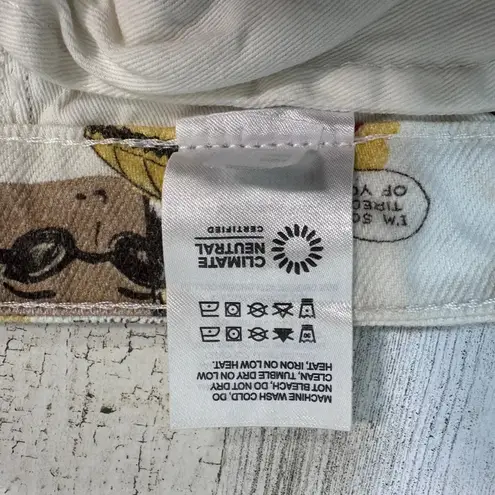 MACHINE WASH COLD, DO
NOT BLEACH, DO NOT DRY
CLEAN, TUMBLE DRY ON LOW
HEAT, IRON ON LOW HEAT.
CLIMATE
NEUTRAL
CERTIFIED
I'M SO
TIRED
OF YO